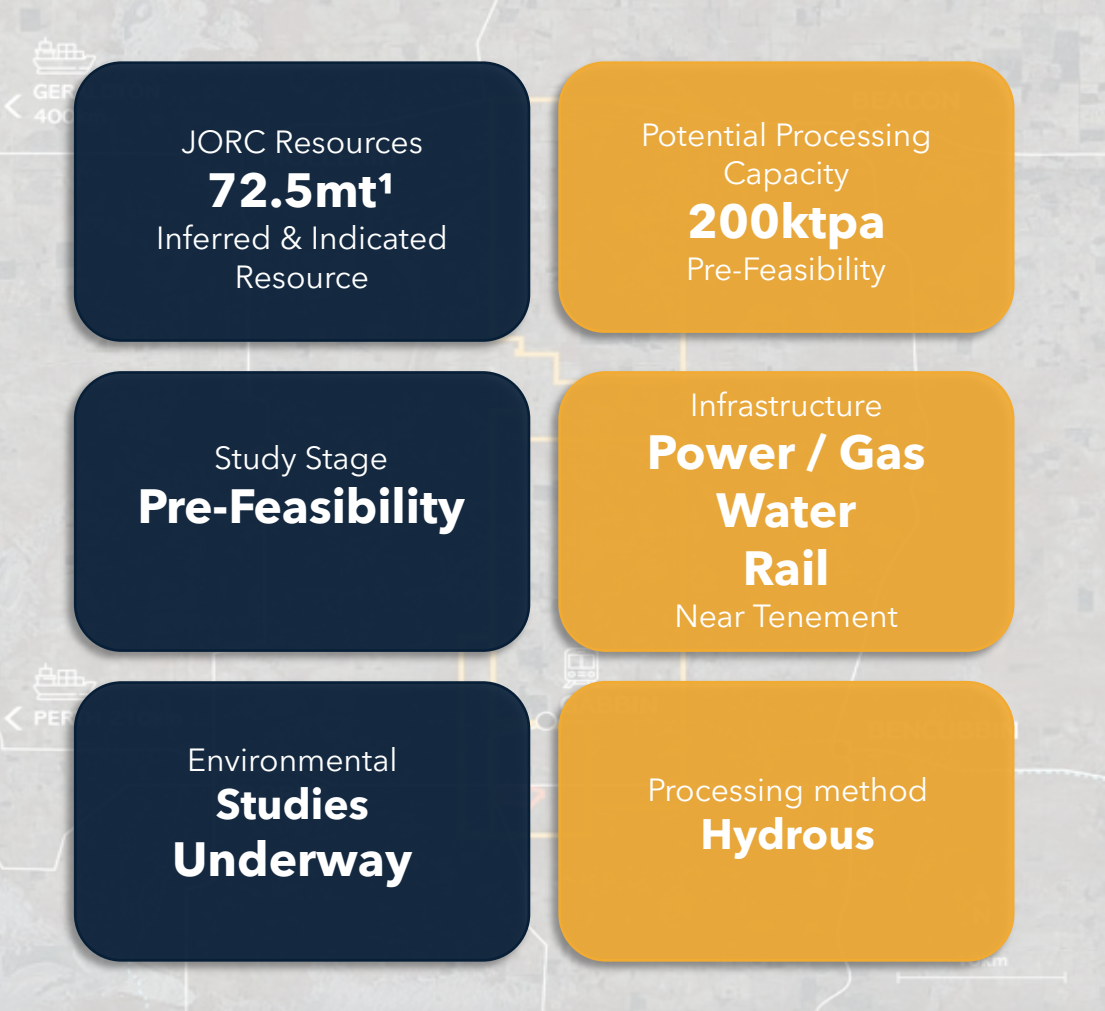 JORC Resources
72.5mt¹
Inferred & Indicated
Resource
Potential Processing
Capacity
200ktpa
Pre-Feasibility
Study Stage
Pre-Feasibility
Infrastructure
Power / Gas
Water
Rail
Near Tenement
Environmental
Studies
Underway
Processing method
Hydrous
BEACON